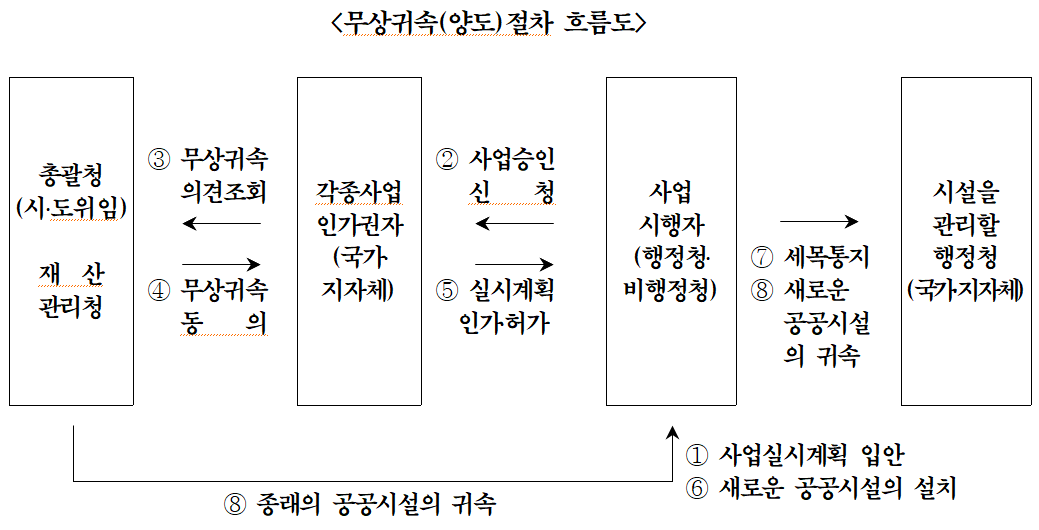 <무상귀속(양도)절차 흐름도>
총괄청
(시·도위임)
재 산
관리청
③ 무상귀속
의견조회
④ 무상귀속
동 의
각종사업
인가권자
(국가·
지자체)
② 사업승인
신 청
⑤ 실시계획
인가·허가
사업
시행자
(행정청·
비행정청)
⑦ 세목통지
⑧ 새로운
공공시설
의 귀속
시설을
관리할
행정청
(국가·지자체)
① 사업실시계획 입안
⑥ 새로운 공공시설의 설치
⑧ 종래의 공공시설의 귀속